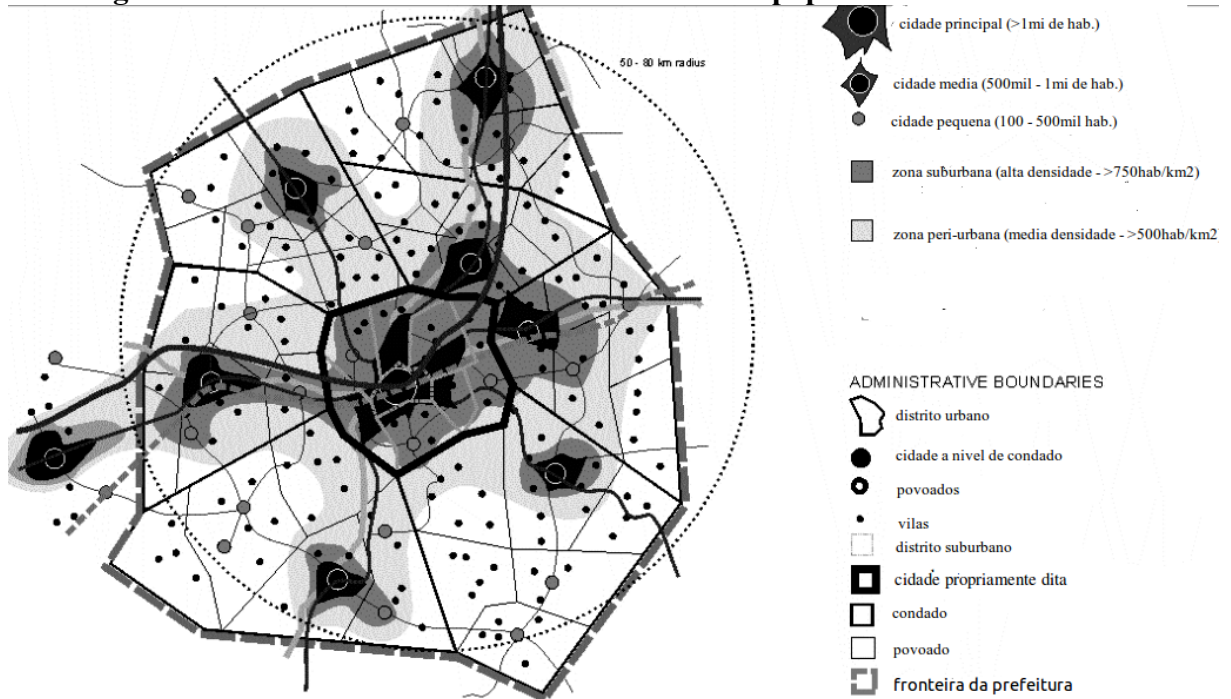 50 - 80 km radius
cidade principal (>1mi de hab.)
cidade media (500mil - 1mi de hab.)
cidade pequena (100 - 500mil hab.)
zona suburbana (alta densidade - >750hab/km2)
zona peri-urbana (media densidade - >500hab/km2
ADMINISTRATIVE BOUNDARIES
distrito urbano
cidade a nivel de condado
povoados
vilas
distrito suburbano
cidade propriamente dita
condado
povoado
fronteira da prefeitura